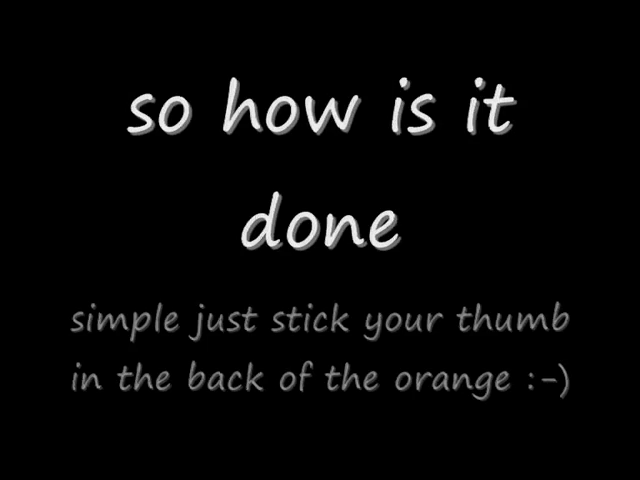 so how is it
done
simple just stick your thumb
in the back of the orange :-)